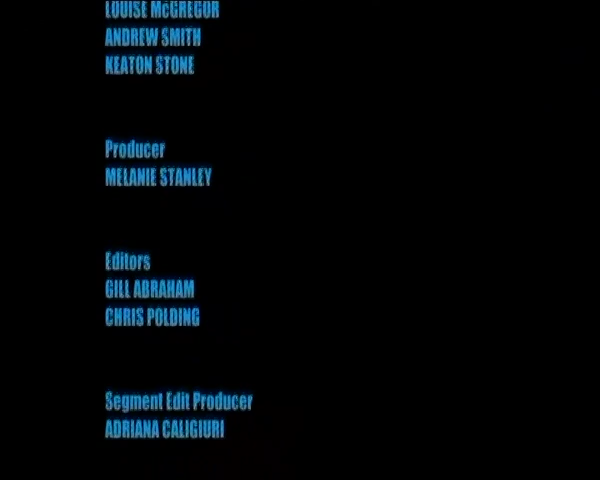 LOUISE McGREGOR
ANDREW SMITH
KEATON STONE
Producer
MELANIE STANLEY
Editors
GILL ABRAHAM
CHRIS POLDING
Segment Edit Producer
ADRIANA CALIGIURI